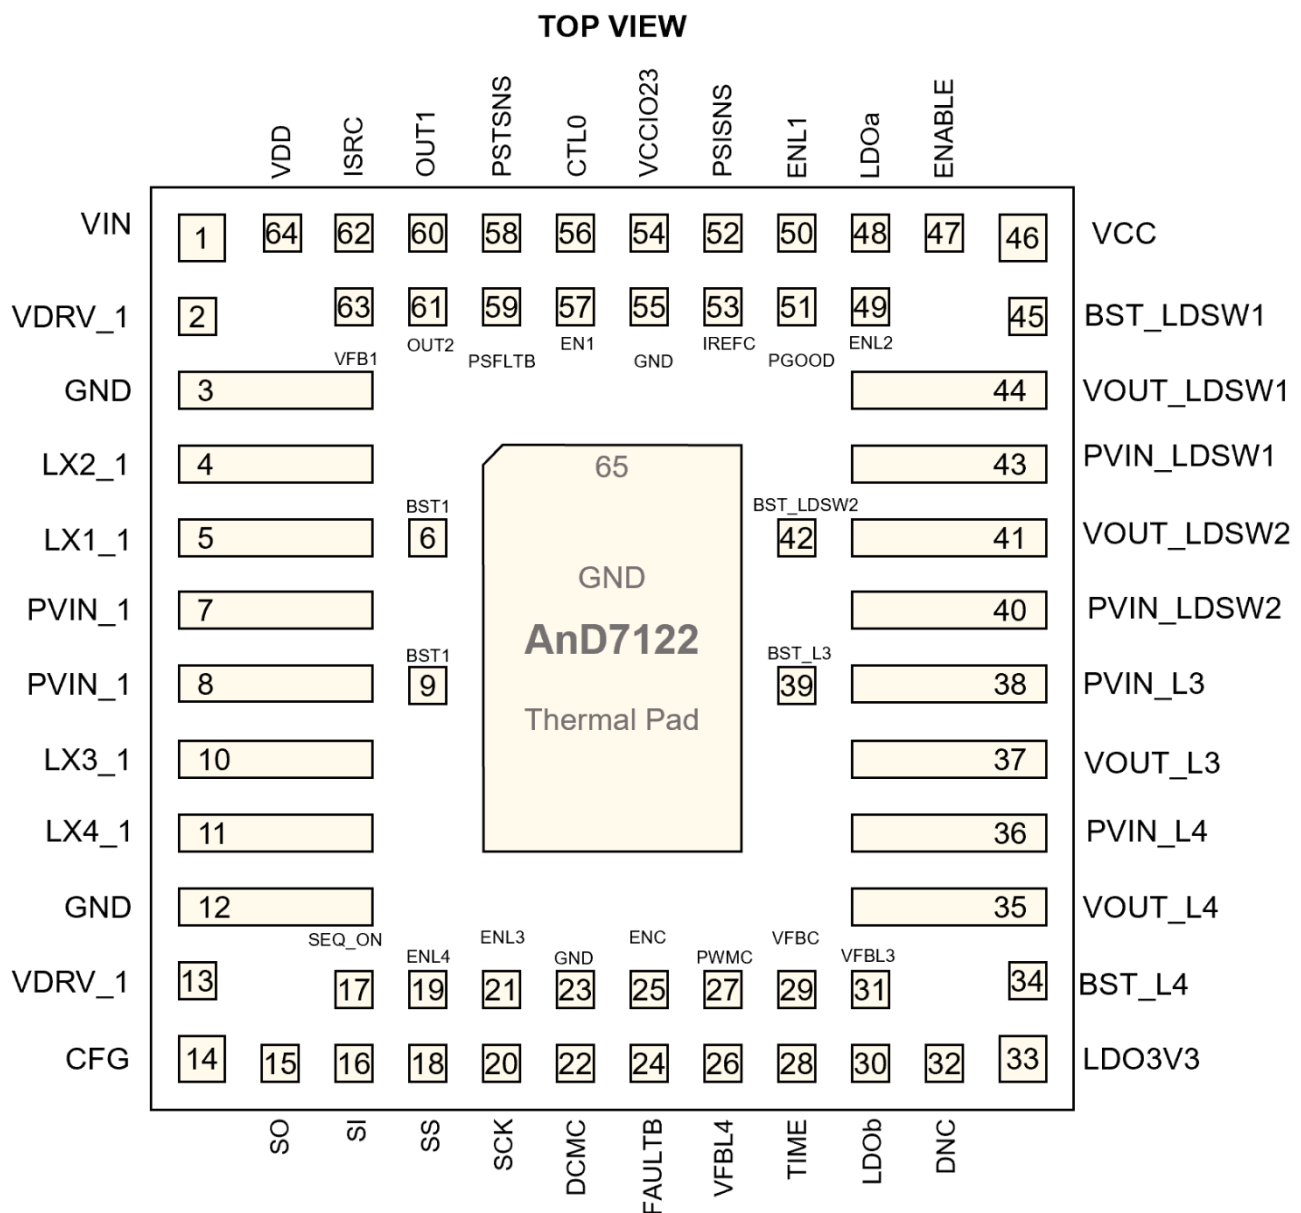 TOP VIEW
VDD
ISRC
OUT1
PSTSNS
CTL0
VCCIO23
PSISNS
ENL1
LDOa
ENABLE
VIN 1 64 62 60 58 56 54 52 50 48 47 46 VCC
VDRV_1 2 63 61 59 57 55 53 51 49 45 BST_LDSW1
VFB1 OUT2 PSFLTB EN1 GND IREFC PGOOD ENL2
GND 3 44 VOUT_LDSW1
LX2_1 4 65 43 PVIN_LDSW1
BST1 BST_LDSW2
LX1_1 5 6 42 41 VOUT_LDSW2
GND
PVIN_1 7 40 PVIN_LDSW2
AnD7122
BST1 BST_L3
PVIN_1 8 9 39 38 PVIN_L3
Thermal Pad
LX3_1 10 37 VOUT_L3
LX4_1 11 36 PVIN_L4
GND 12 35 VOUT_L4
SEQ_ON ENL4 ENL3 GND ENC PWMC VFBC VFBL3
VDRV_1 13 17 19 21 23 25 27 29 31 34 BST_L4
CFG 14 15 16 18 20 22 24 26 28 30 32 33 LDO3V3
SO
SI
SS
SCK
DCMC
FAULTB
VFBL4
TIME
LDOb
DNC